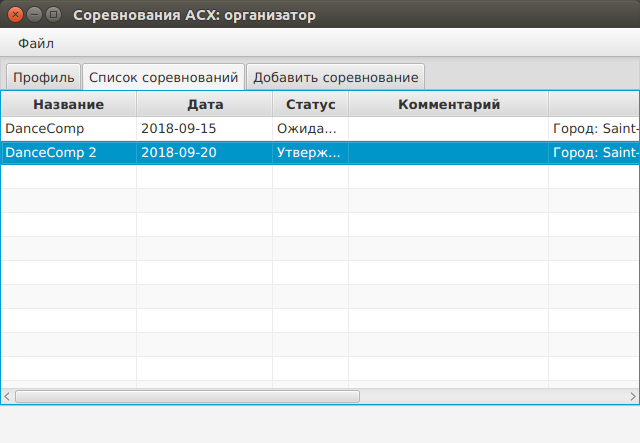 Соревнования АСХ: организатор
Файл
Профиль Список соревнований Добавить соревнование
Название Дата Статус Комментарий
DanceComp 2018-09-15 Ожида... Город: Saint-
DanceComp 2 2018-09-20 Утверж... Город: Saint-